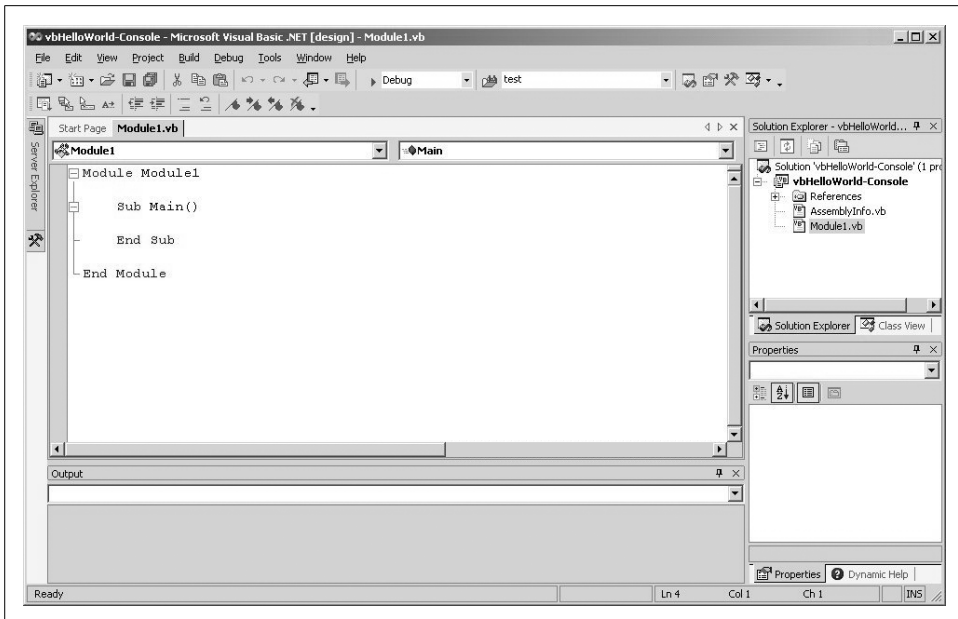 vbHelloWorld-Console - Microsoft Visual Basic .NET [design] - Module1.vb
File Edit View Project Build Debug Tools Window Help
Debug test
Start Page Module1.vb
Solution Explorer - vbHelloWorld...
Module1 Main
Server Explorer
Module Module1
Sub Main()
End Sub
End Module
Solution 'vbHelloWorld-Console' (1 pro
vbHelloWorld-Console
References
AssemblyInfo.vb
Module1.vb
Solution Explorer Class View
Properties
Output
Properties Dynamic Help
Ready Ln 4 Col 1 Ch 1 INS